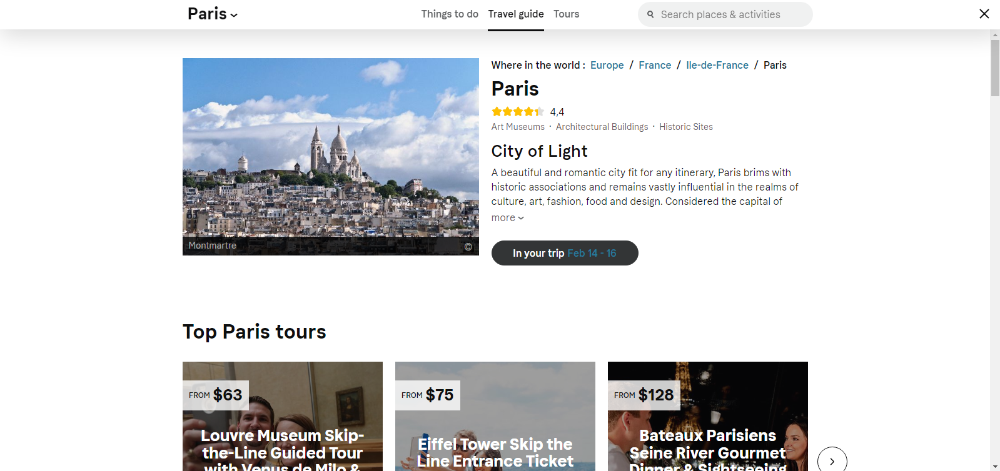 Paris
Things to do
Travel guide
Tours
Search places & activities
Where in the world : Europe / France / Ile-de-France / Paris
Paris
4,4
Art Museums · Architectural Buildings · Historic Sites
City of Light
A beautiful and romantic city fit for any itinerary, Paris brims with
historic associations and remains vastly influential in the realms of
culture, art, fashion, food and design. Considered the capital of
more
In your trip Feb 14 - 16
Montmartre
©
Top Paris tours
FROM $63
Louvre Museum Skip-
the-Line Guided Tour
with Venus de Milo &
FROM $75
Eiffel Tower Skip the
Line Entrance Ticket
FROM $128
Bateaux Parisiens
Seine River Gourmet
Dinner & Sightseeing